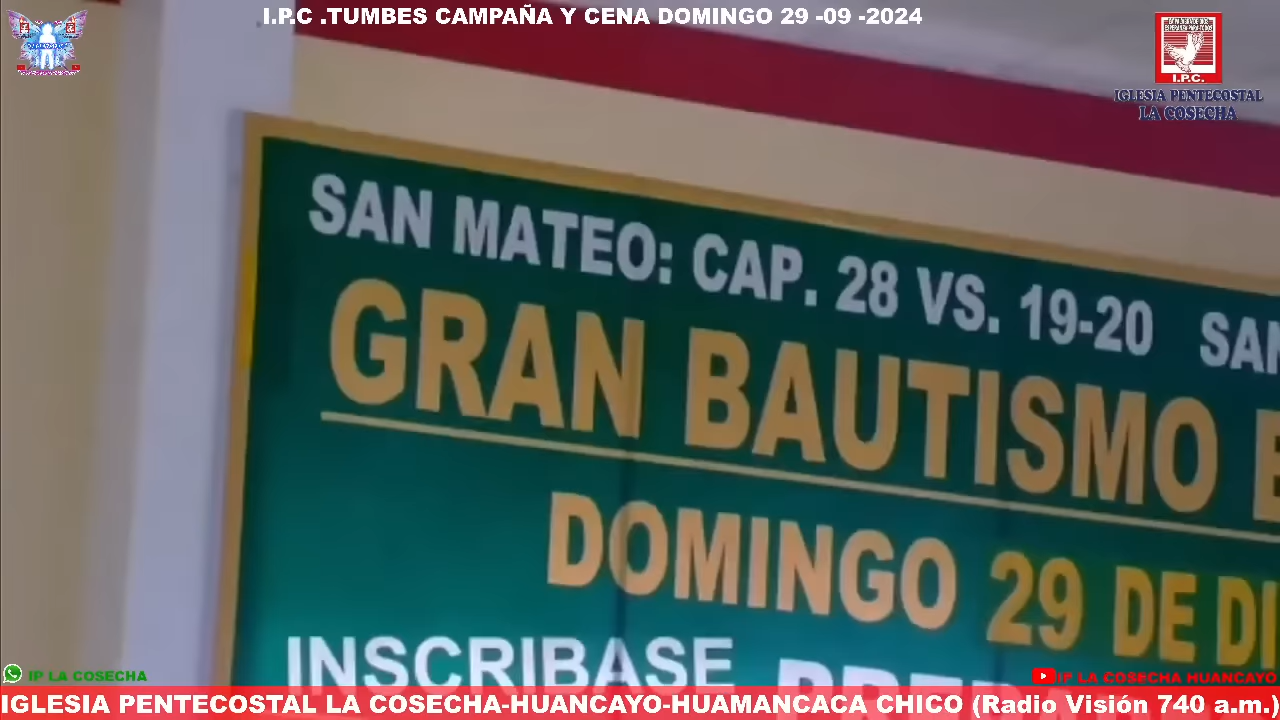 I.P.C .TUMBES CAMPAÑA Y CENA DOMINGO 29 -09 -2024
I.P.C.
IGLESIA PENTECOSTAL
LA COSECHA
SAN MATEO: CAP. 28 VS. 19-20 SAN
GRAN BAUTISMO E
DOMINGO 29 DE DI
INSCRIBASE
IP LA COSECHA
IP LA COSECHA HUANCAYO
IGLESIA PENTECOSTAL LA COSECHA-HUANCAYO-HUAMANCACA CHICO (Radio Visión 740 a.m.)